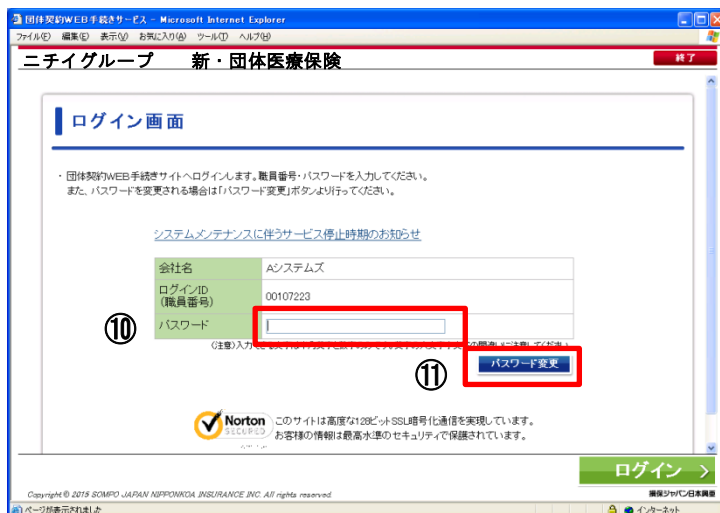 団体契約WEB手続きサービス - Microsoft Internet Explorer
ファイル(F) 編集(E) 表示(V) お気に入り(A) ツール(T) ヘルプ(H)
ニチイグループ 新・団体医療保険
終了
ログイン画面
・団体契約WEB手続きサイトへログインします。職員番号・パスワードを入力してください。
また、パスワードを変更される場合は「パスワード変更」ボタンより行ってください。
システムメンテナンスに伴うサービス停止時期のお知らせ
会社名 Aシステムズ
ログインID
(職員番号) 00107223
⑩ パスワード
(注意)入力
⑪ パスワード変更
Norton
SECURED
このサイトは高度な128ビットSSL暗号化通信を実現しています。
お客様の情報は最高水準のセキュリティで保護されています。
ログイン >
Copyright © 2015 SOMPO JAPAN NIPPONKOA INSURANCE INC. All rights reserved.
損保ジャパン日本興亜
ページが表示されました
インターネット